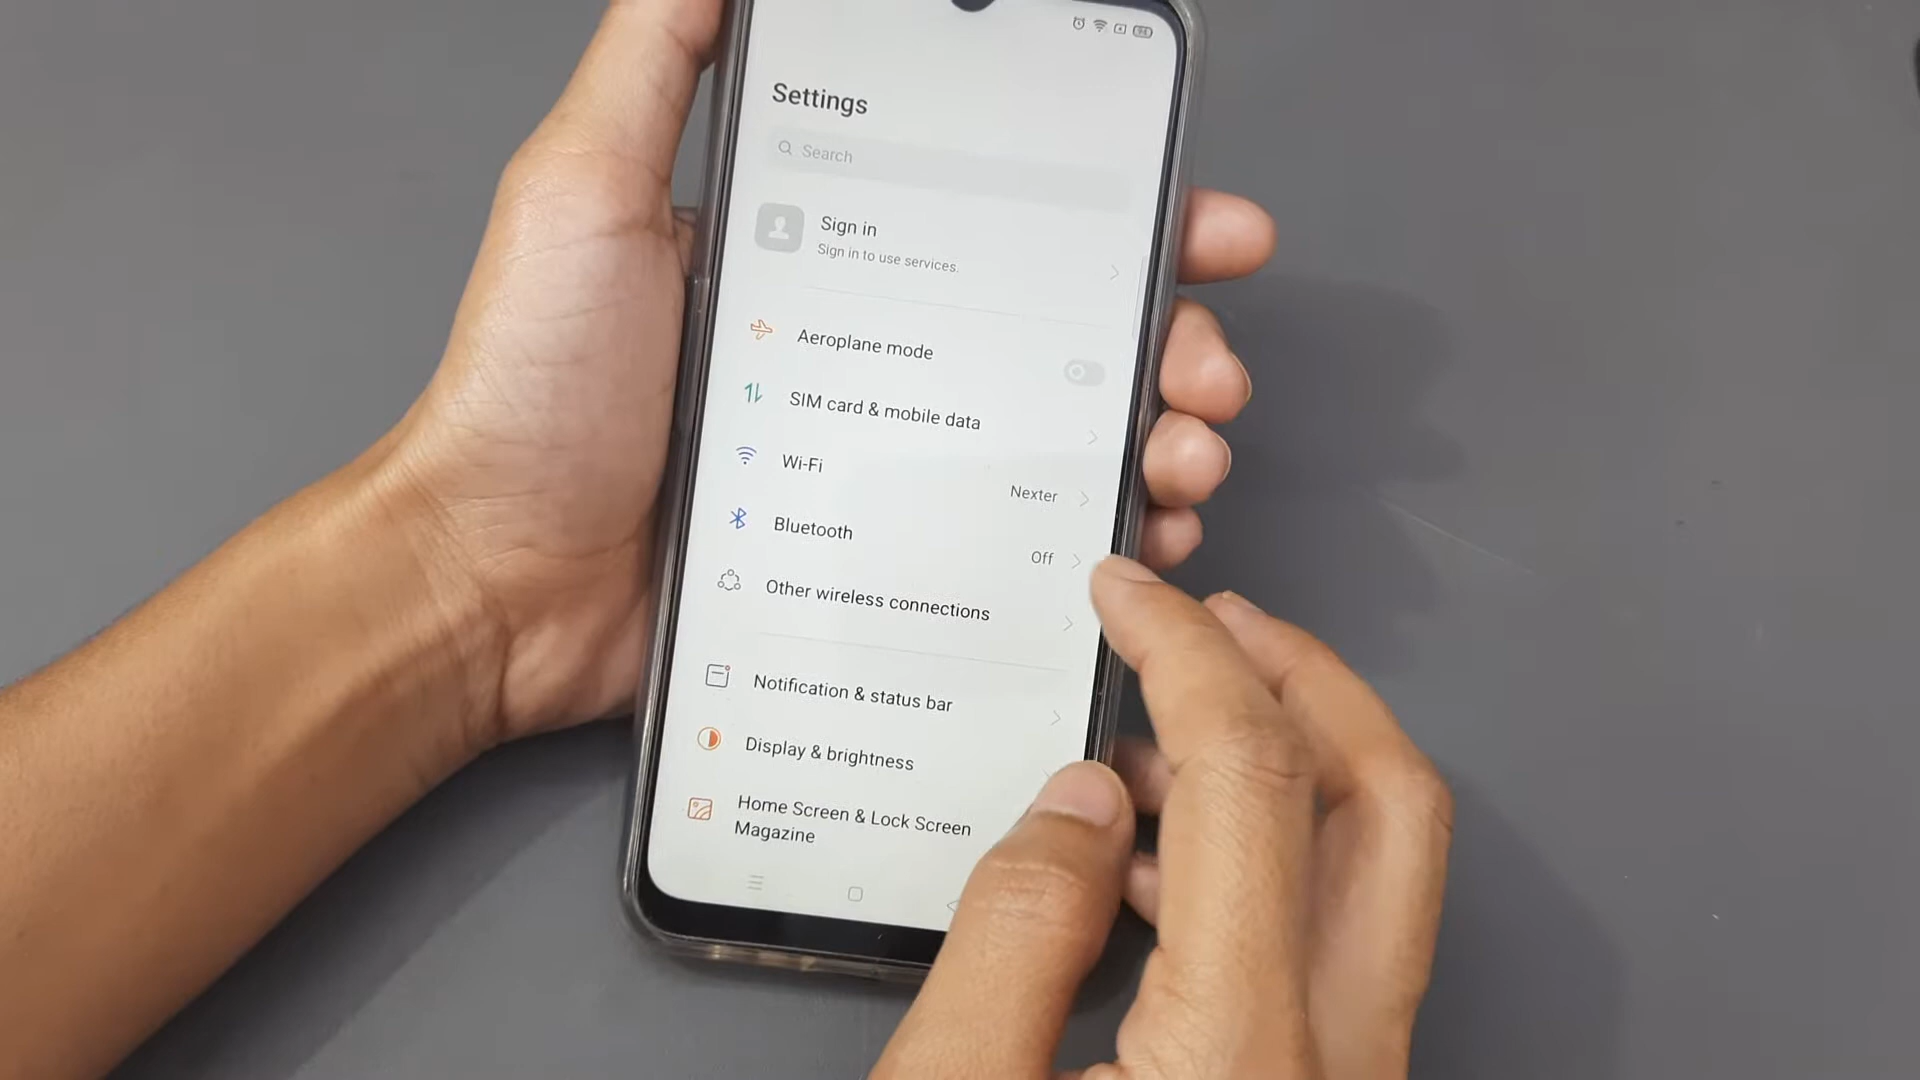 Settings
Search
Sign in
Sign in to use services.
Aeroplane mode
SIM card & mobile data
Wi-Fi
Nexter
Bluetooth
Off
Other wireless connections
Notification & status bar
Display & brightness
Home Screen & Lock Screen
Magazine